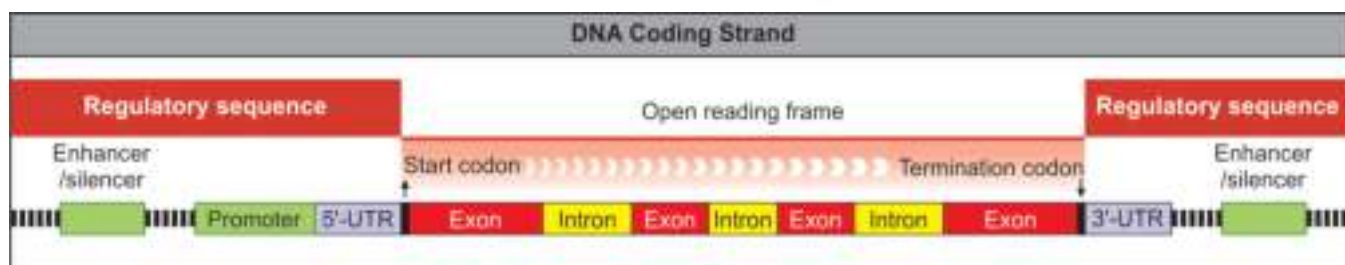 DNA Coding Strand
Regulatory sequence
Open reading frame
Regulatory sequence
Enhancer
/silencer
Start codon
Termination codon
Enhancer
/silencer
Promoter
5'-UTR
Exon
Intron
Exon
Intron
Exon
Intron
Exon
3'-UTR